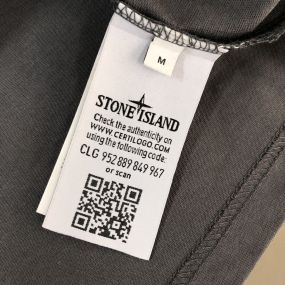 M
STONE ISLAND
Check the authenticity on
WWW.CERTILOGO.COM
using the following code:
CLG 952 889 849 967
or scan